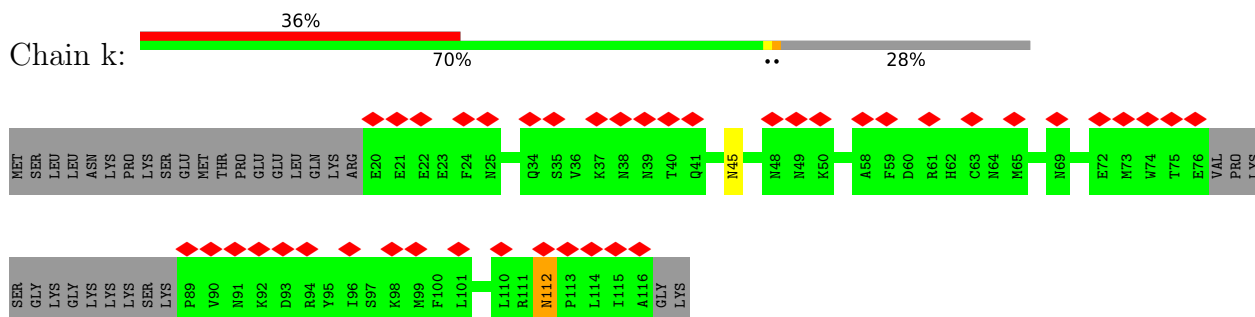 36%
Chain k:
70% •• 28%
MET SER LEU LEU ASN LYS PRO LYS SER GLU MET THR PRO GLU GLU LEU GLN LYS ARG E20 E21 E22 E23 F24 N25 Q34 S35 V36 K37 N38 N39 T40 Q41 N45 N48 N49 K50 A58 F59 D60 R61 H62 C63 N64 M65 N69 E72 M73 W74 T75 E76 VAL PRO LYS
SER GLY LYS GLY LYS LYS LYS SER LYS P89 V90 N91 K92 D93 R94 Y95 I96 S97 K98 M99 F100 L101 L110 R111 N112 P113 L114 I115 A116 GLY LYS